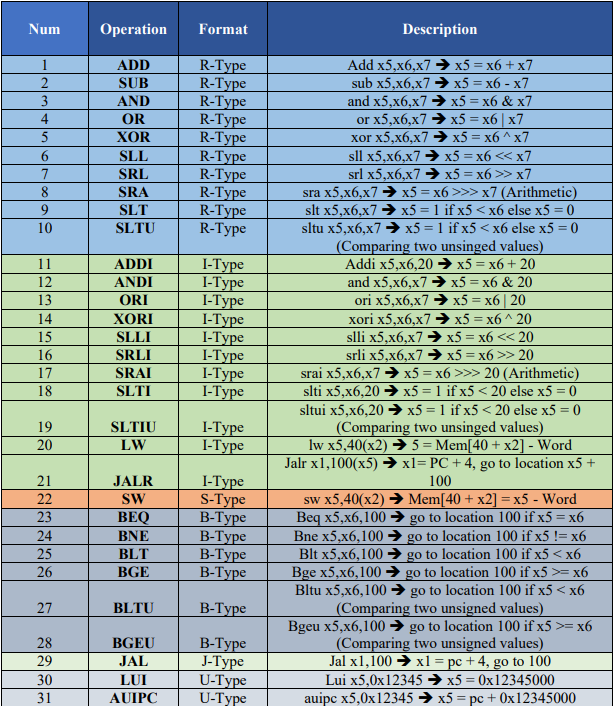 Num Operation Format Description
1 ADD R-Type Add x5,x6,x7 🡺 x5 = x6 + x7
2 SUB R-Type sub x5,x6,x7 🡺 x5 = x6 - x7
3 AND R-Type and x5,x6,x7 🡺 x5 = x6 & x7
4 OR R-Type or x5,x6,x7 🡺 x5 = x6 | x7
5 XOR R-Type xor x5,x6,x7 🡺 x5 = x6 ^ x7
6 SLL R-Type sll x5,x6,x7 🡺 x5 = x6 << x7
7 SRL R-Type srl x5,x6,x7 🡺 x5 = x6 >> x7
8 SRA R-Type sra x5,x6,x7 🡺 x5 = x6 >>> x7 (Arithmetic)
9 SLT R-Type slt x5,x6,x7 🡺 x5 = 1 if x5 < x6 else x5 = 0
10 SLTU R-Type sltu x5,x6,x7 🡺 x5 = 1 if x5 < x6 else x5 = 0
(Comparing two unsinged values)
11 ADDI I-Type Addi x5,x6,20 🡺 x5 = x6 + 20
12 ANDI I-Type and x5,x6,x7 🡺 x5 = x6 & 20
13 ORI I-Type ori x5,x6,x7 🡺 x5 = x6 | 20
14 XORI I-Type xori x5,x6,x7 🡺 x5 = x6 ^ 20
15 SLLI I-Type slli x5,x6,x7 🡺 x5 = x6 << 20
16 SRLI I-Type srli x5,x6,x7 🡺 x5 = x6 >> 20
17 SRAI I-Type srai x5,x6,x7 🡺 x5 = x6 >>> 20 (Arithmetic)
18 SLTI I-Type slti x5,x6,20 🡺 x5 = 1 if x5 < 20 else x5 = 0
sltui x5,x6,20 🡺 x5 = 1 if x5 < 20 else x5 = 0
19 SLTIU I-Type (Comparing two unsigned values)
20 LW I-Type lw x5,40(x2) 🡺 5 = Mem[40 + x2] - Word
Jalr x1,100(x5) 🡺 x1= PC + 4, go to location x5 +
21 JALR I-Type 100
22 SW S-Type sw x5,40(x2) 🡺 Mem[40 + x2] = x5 - Word
23 BEQ B-Type Beq x5,x6,100 🡺 go to location 100 if x5 = x6
24 BNE B-Type Bne x5,x6,100 🡺 go to location 100 if x5 != x6
25 BLT B-Type Blt x5,x6,100 🡺 go to location 100 if x5 < x6
26 BGE B-Type Bge x5,x6,100 🡺 go to location 100 if x5 >= x6
Bltu x5,x6,100 🡺 go to location 100 if x5 < x6
27 BLTU B-Type (Comparing two unsigned values)
Bgeu x5,x6,100 🡺 go to location 100 if x5 >= x6
28 BGEU B-Type (Comparing two unsigned values)
29 JAL J-Type Jal x1,100 🡺 x1 = pc + 4, go to 100
30 LUI U-Type Lui x5,0x12345 🡺 x5 = 0x12345000
31 AUIPC U-Type auipc x5,0x12345 🡺 x5 = pc + 0x12345000